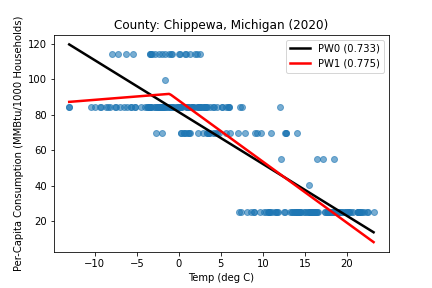 County: Chippewa, Michigan (2020)
Per-Capita Consumption (MMBtu/1000 Households)
120
100
80
60
40
20
PW0 (0.733)
PW1 (0.775)
−10 −5 0 5 10 15 20
Temp (deg C)